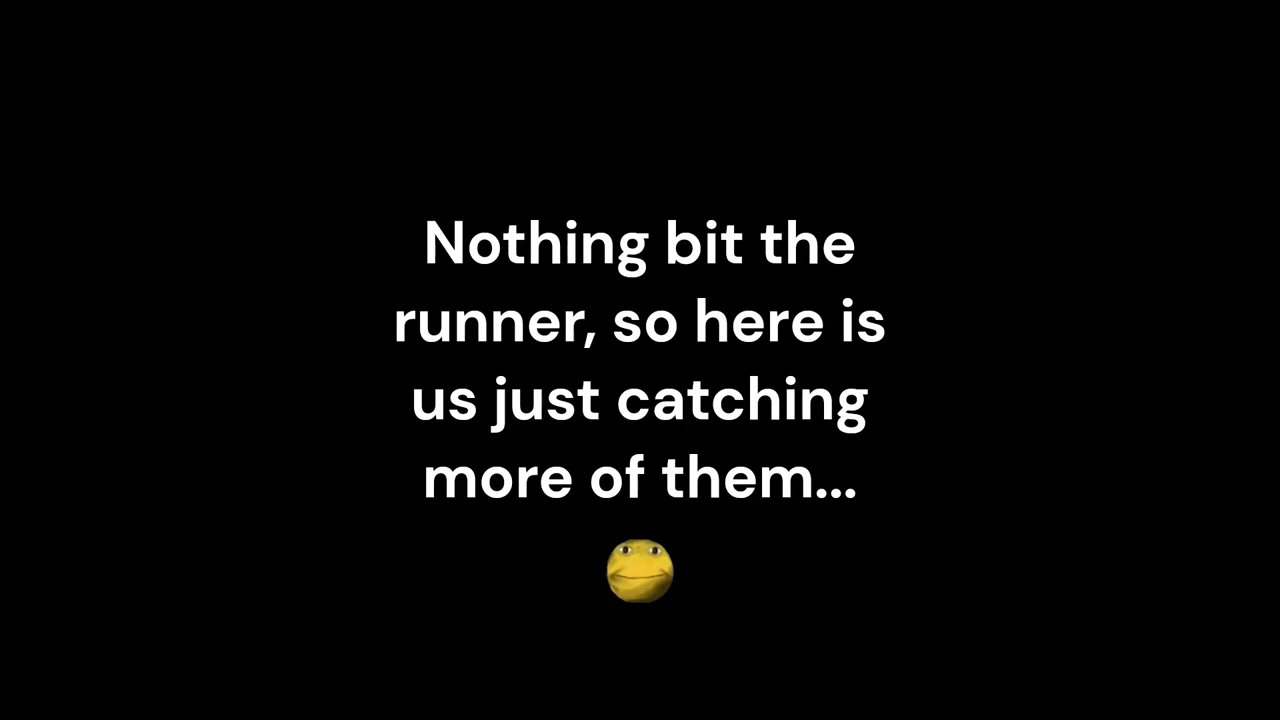 Nothing bit the
runner, so here is
us just catching
more of them...